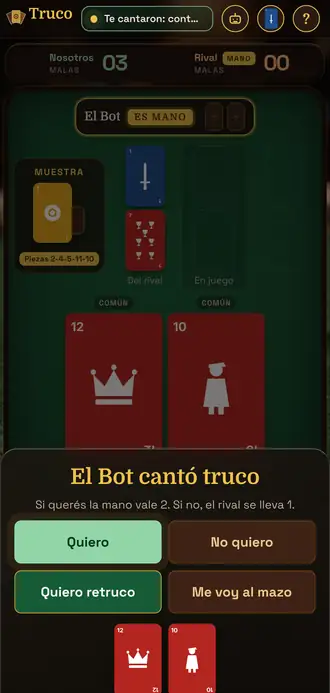 Truco
Te cantaron: cont...
?
Nosotros
MALAS
03
Rival
MANO
MALAS
00
El Bot
ES MANO
MUESTRA
Piezas 2-4-5-11-10
Del rival
En juego
COMÚN
COMÚN
12
10
El Bot cantó truco
Si querés la mano vale 2. Si no, el rival se lleva 1.
Quiero
No quiero
Quiero retruco
Me voy al mazo
12
10
12
10